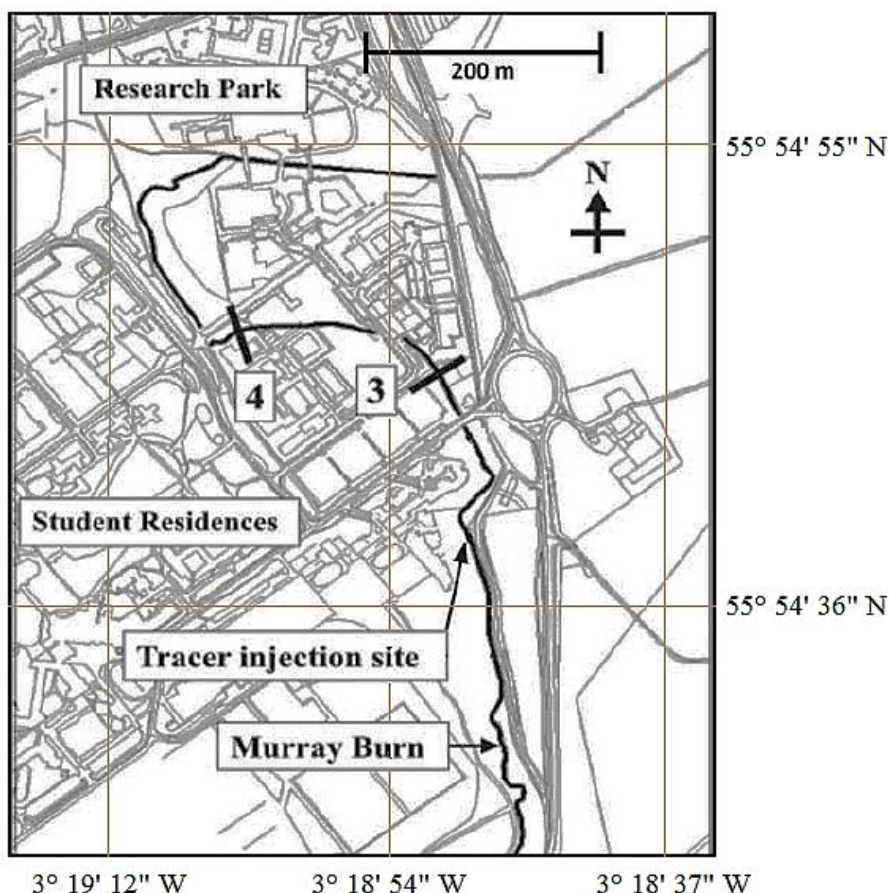 Research Park
200 m
55° 54' 55" N
N
4
3
Student Residences
55° 54' 36" N
Tracer injection site
Murray Burn
3° 19' 12" W
3° 18' 54" W
3° 18' 37" W